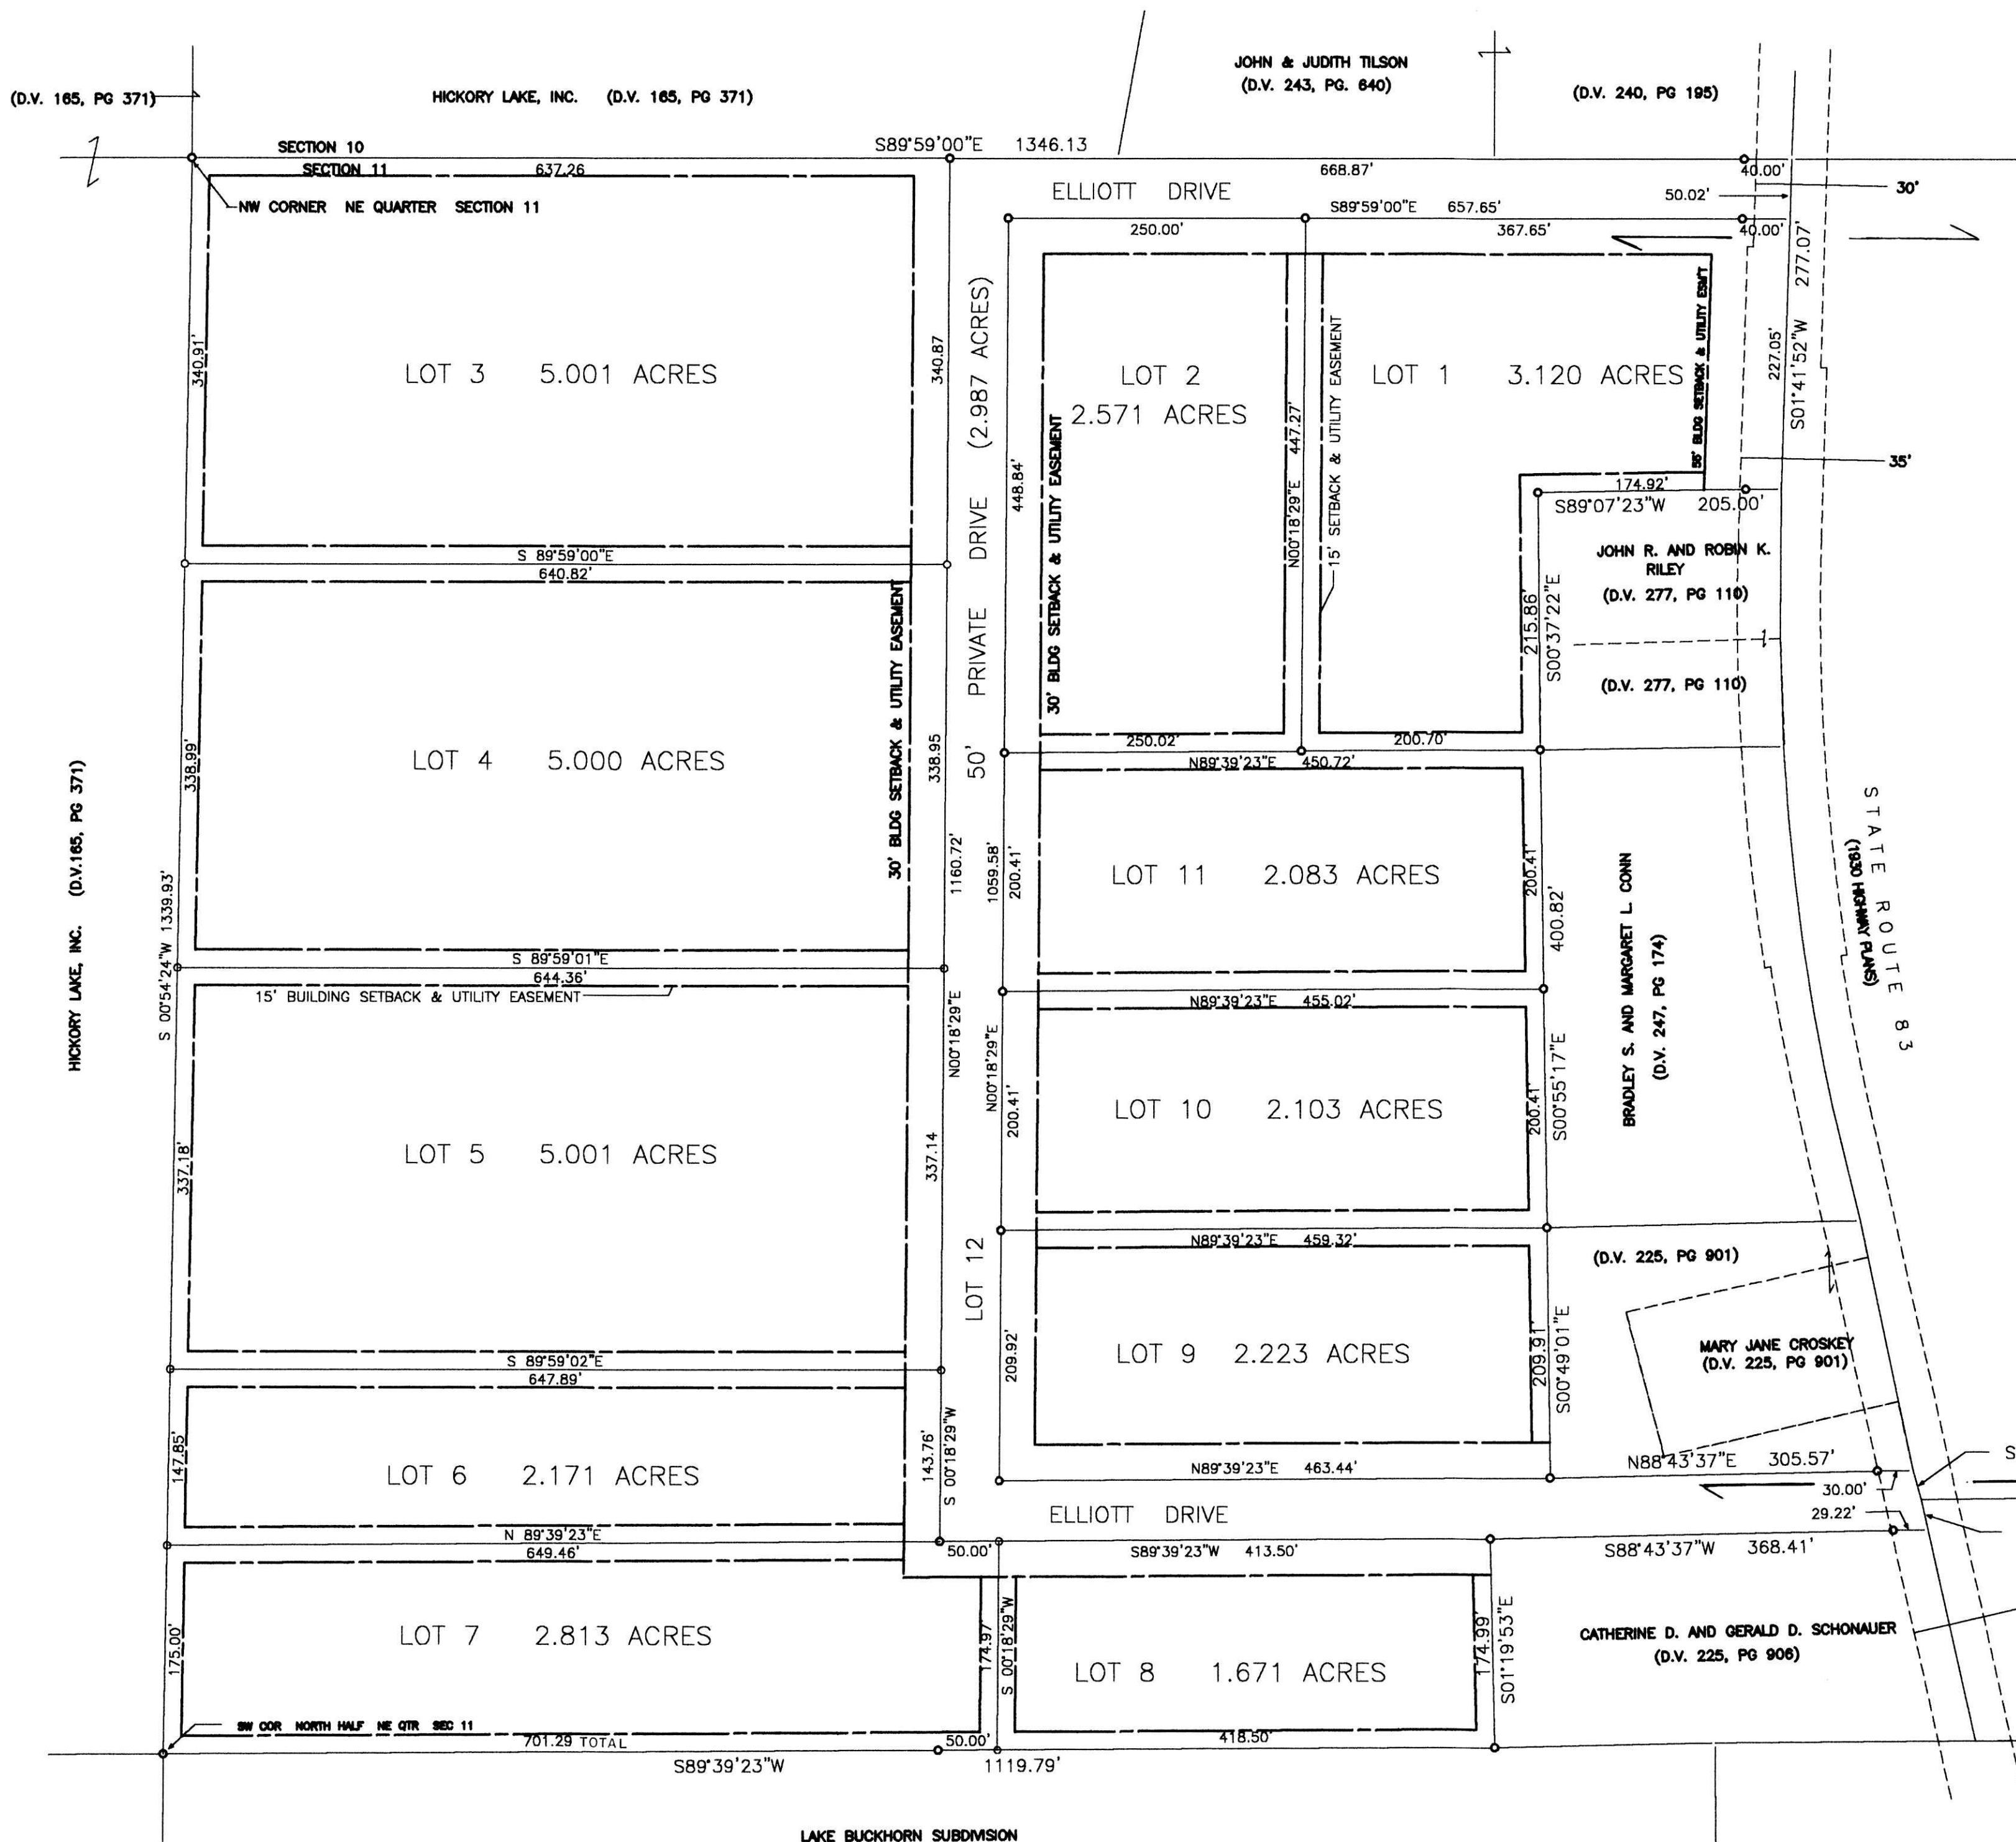 JOHN & JUDITH TILSON
(D.V. 243, PG. 640)
(D.V. 165, PG 371)
HICKORY LAKE, INC. (D.V. 165, PG 371)
(D.V. 240, PG 195)
SECTION 10
S89°59'00"E 1346.13
SECTION 11
637.26
668.87'
40.00'
NW CORNER NE QUARTER SECTION 11
ELLIOTT DRIVE
50.02'
30'
S89°59'00"E 657.65'
250.00'
367.65'
40.00'
S01°41'52"W 277.07'
227.05'
340.91'
LOT 3 5.001 ACRES
340.87
LOT 12 50' PRIVATE DRIVE (2.987 ACRES)
448.84'
30' BLDG SETBACK & UTILITY EASEMENT
LOT 2
2.571 ACRES
N00°18'29"E 447.27'
15' SETBACK & UTILITY EASEMENT
LOT 1 3.120 ACRES
55' BLDG SETBACK & UTILITY ESM'T
35'
174.92'
S89°07'23"W 205.00'
JOHN R. AND ROBIN K.
RILEY
(D.V. 277, PG 110)
215.86'
S00°37'22"E
(D.V. 277, PG 110)
S 89°59'00"E
640.82'
30' BLDG SETBACK & UTILITY EASEMENT
338.99'
LOT 4 5.000 ACRES
338.95
250.02'
200.70'
N89°39'23"E 450.72'
HICKORY LAKE, INC. (D.V.165, PG 371)
S 00°54'24"W 1339.93'
1160.72'
1059.58'
200.41'
LOT 11 2.083 ACRES
200.41'
400.82'
BRADLEY S. AND MARGARET L. CONN
(D.V. 247, PG 174)
STATE ROUTE 83
(1930 HIGHWAY PLANS)
S 89°59'01"E
644.36'
15' BUILDING SETBACK & UTILITY EASEMENT
N00°18'29"E
N00°18'29"E
N89°39'23"E 455.02'
200.41'
LOT 10 2.103 ACRES
200.41'
S00°55'17"E
337.18'
LOT 5 5.001 ACRES
337.14
N89°39'23"E 459.32'
(D.V. 225, PG 901)
209.92'
LOT 9 2.223 ACRES
209.91'
S00°49'01"E
MARY JANE CROSKEY
(D.V. 225, PG 901)
S 89°59'02"E
647.89'
147.85'
LOT 6 2.171 ACRES
143.76'
S 00°18'29"W
N89°39'23"E 463.44'
N88°43'37"E 305.57'
S
30.00'
29.22'
ELLIOTT DRIVE
N 89°39'23"E
649.46'
50.00'
S89°39'23"W 413.50'
S88°43'37"W 368.41'
175.00'
LOT 7 2.813 ACRES
174.97'
S 00°18'29"W
LOT 8 1.671 ACRES
174.99'
S01°19'53"E
CATHERINE D. AND GERALD D. SCHONAUER
(D.V. 225, PG 906)
SW COR NORTH HALF NE QTR SEC 11
701.29 TOTAL
50.00'
418.50'
S89°39'23"W 1119.79'
LAKE BUCKHORN SUBDIVISION